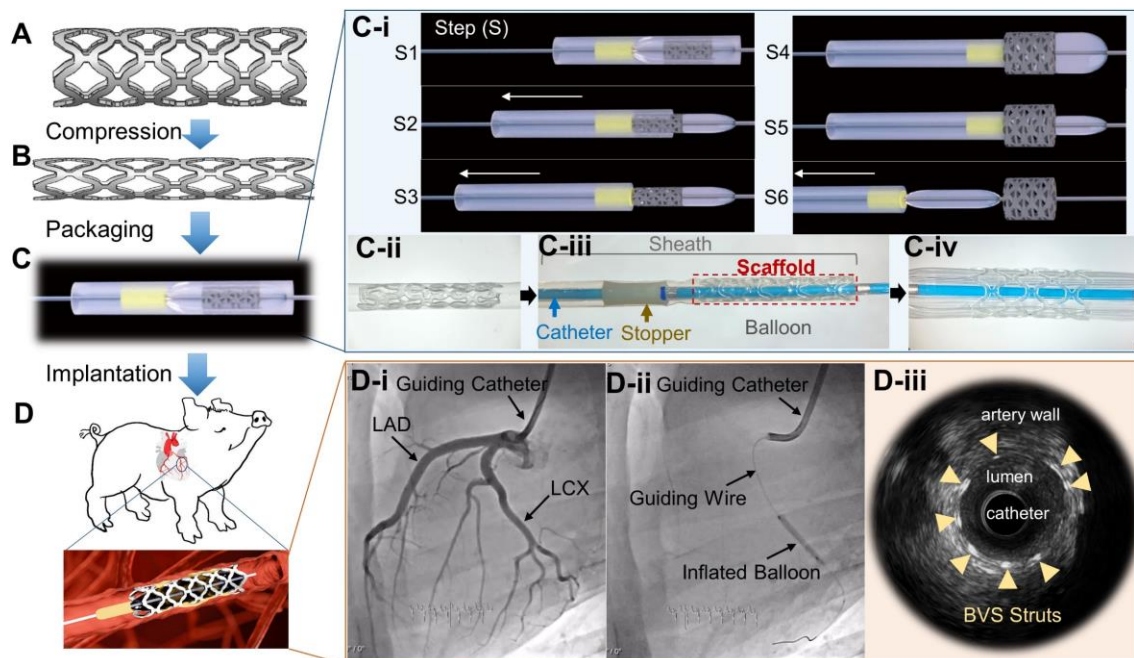 A
Compression
B
Packaging
C
Implantation
D
C-i
Step (S)
S1
S2
S3
S4
S5
S6
C-ii
C-iii
Sheath
Scaffold
Catheter
Stopper
Balloon
C-iv
D-i
Guiding Catheter
LAD
LCX
D-ii
Guiding Catheter
Guiding Wire
Inflated Balloon
D-iii
artery wall
lumen
catheter
BVS Struts